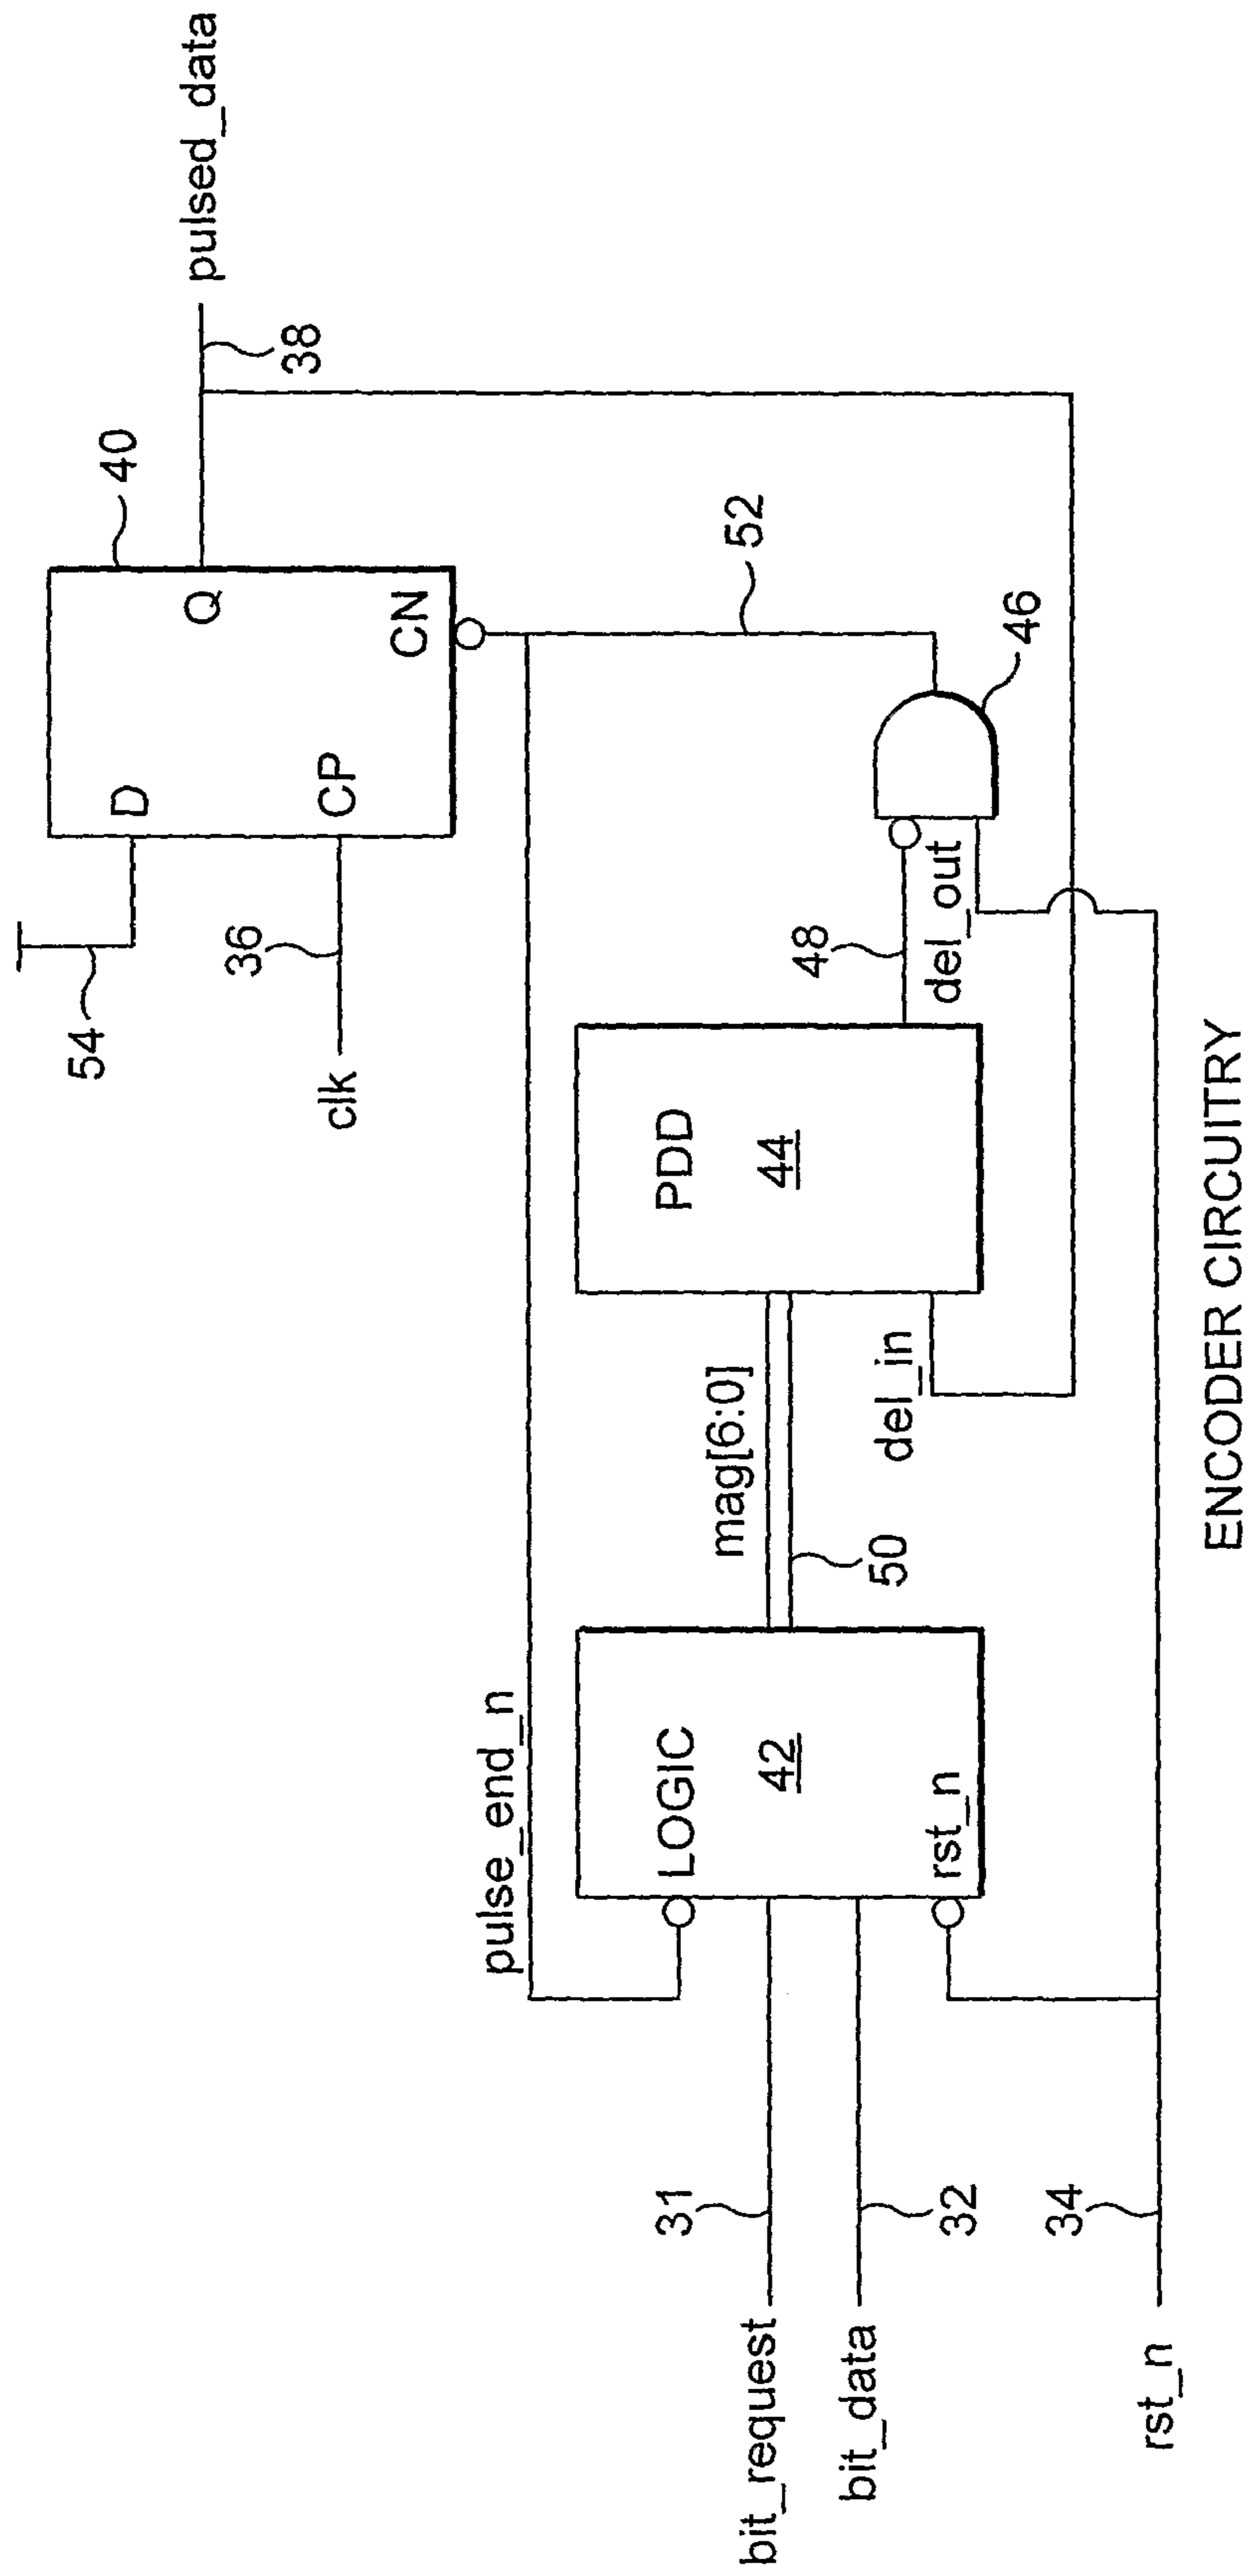 54
D
40
Q
38
pulsed_data
clk
36
CP
CN
pulse_end_n
52
LOGIC
42
rst_n
mag[6:0]
50
del_in
PDD
44
48
del_out
46
bit_request
31
bit_data
32
rst_n
34
ENCODER CIRCUITRY